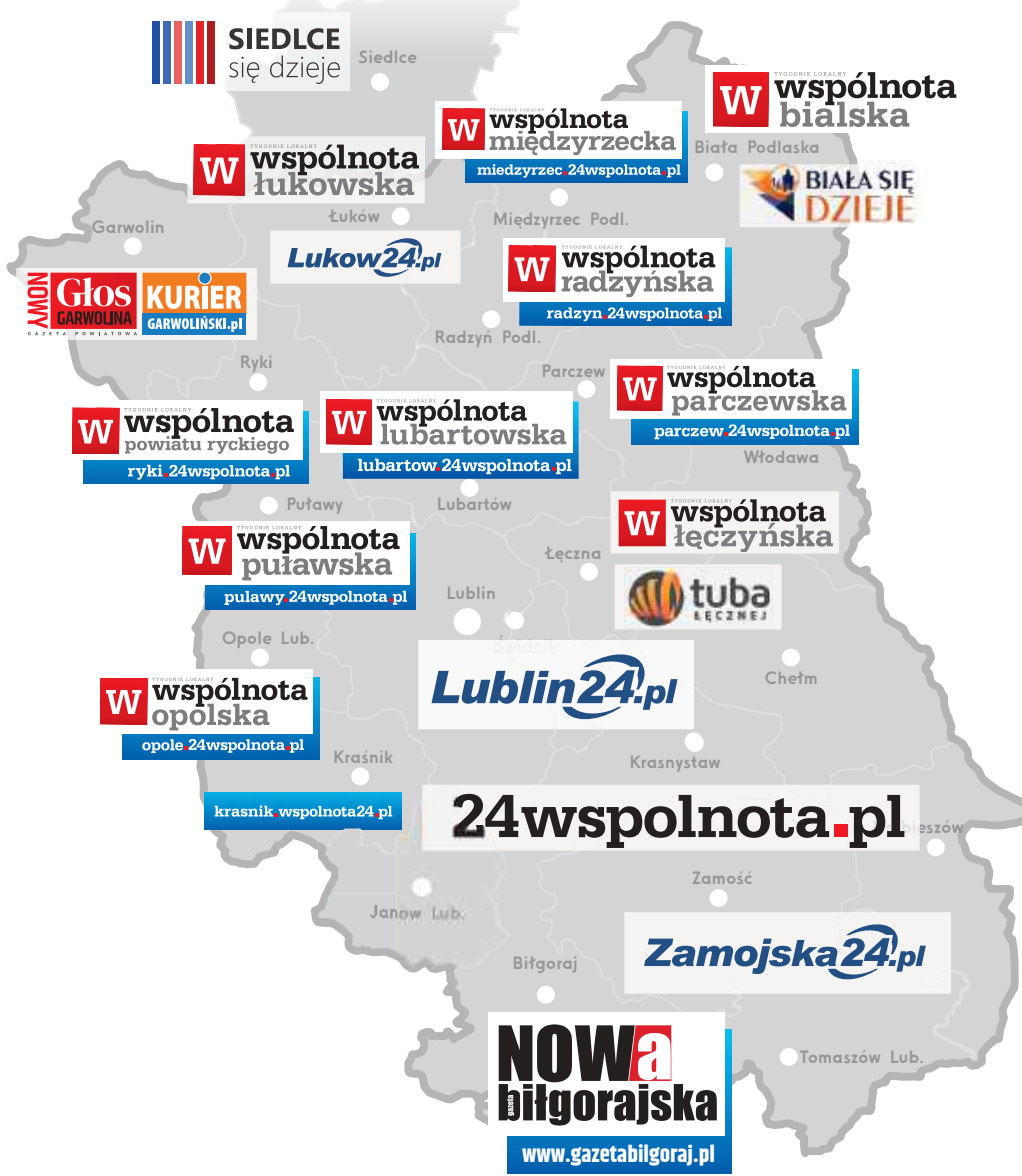 SIEDLCE
się dzieje
Siedlce
TYGODNIK LOKALNY
W wspólnota
bialska
W wspólnota
międzyrzecka
miedzyrzec.24wspolnota.pl
Biała Podlaska
TYGODNIK LOKALNY
W wspólnota
łukowska
BIAŁA SIĘ
DZIEJE
Łuków
Międzyrzec Podl.
Garwolin
Lukow24.pl
TYGODNIK LOKALNY
W wspólnota
radzyńska
radzyn.24wspolnota.pl
NOWY
Głos
GARWOLINA
GAZETA POWIATOWA
KURIER
GARWOLIŃSKI.pl
Radzyń Podl.
Ryki
Parczew
W wspólnota
parczewska
parczew.24wspolnota.pl
TYGODNIK LOKALNY
W wspólnota
powiatu ryckiego
ryki.24wspolnota.pl
TYGODNIK LOKALNY
W wspólnota
lubartowska
lubartow.24wspolnota.pl
Włodawa
Puławy
Lubartów
TYGODNIK LOKALNY
W wspólnota
łęczyńska
TYGODNIK LOKALNY
W wspólnota
puławska
pulawy.24wspolnota.pl
Łęczna
tuba
ŁĘCZNEJ
Lublin
Świdnik
Opole Lub.
Lublin24.pl
Chełm
TYGODNIK LOKALNY
W wspólnota
opolska
opole.24wspolnota.pl
Kraśnik
Krasnystaw
krasnik.wspolnota24.pl
24wspolnota.pl
bieszów
Zamość
Janow Lub.
Zamojska24.pl
Biłgoraj
NOWa
gazeta
biłgorajska
www.gazetabilgoraj.pl
Tomaszów Lub.